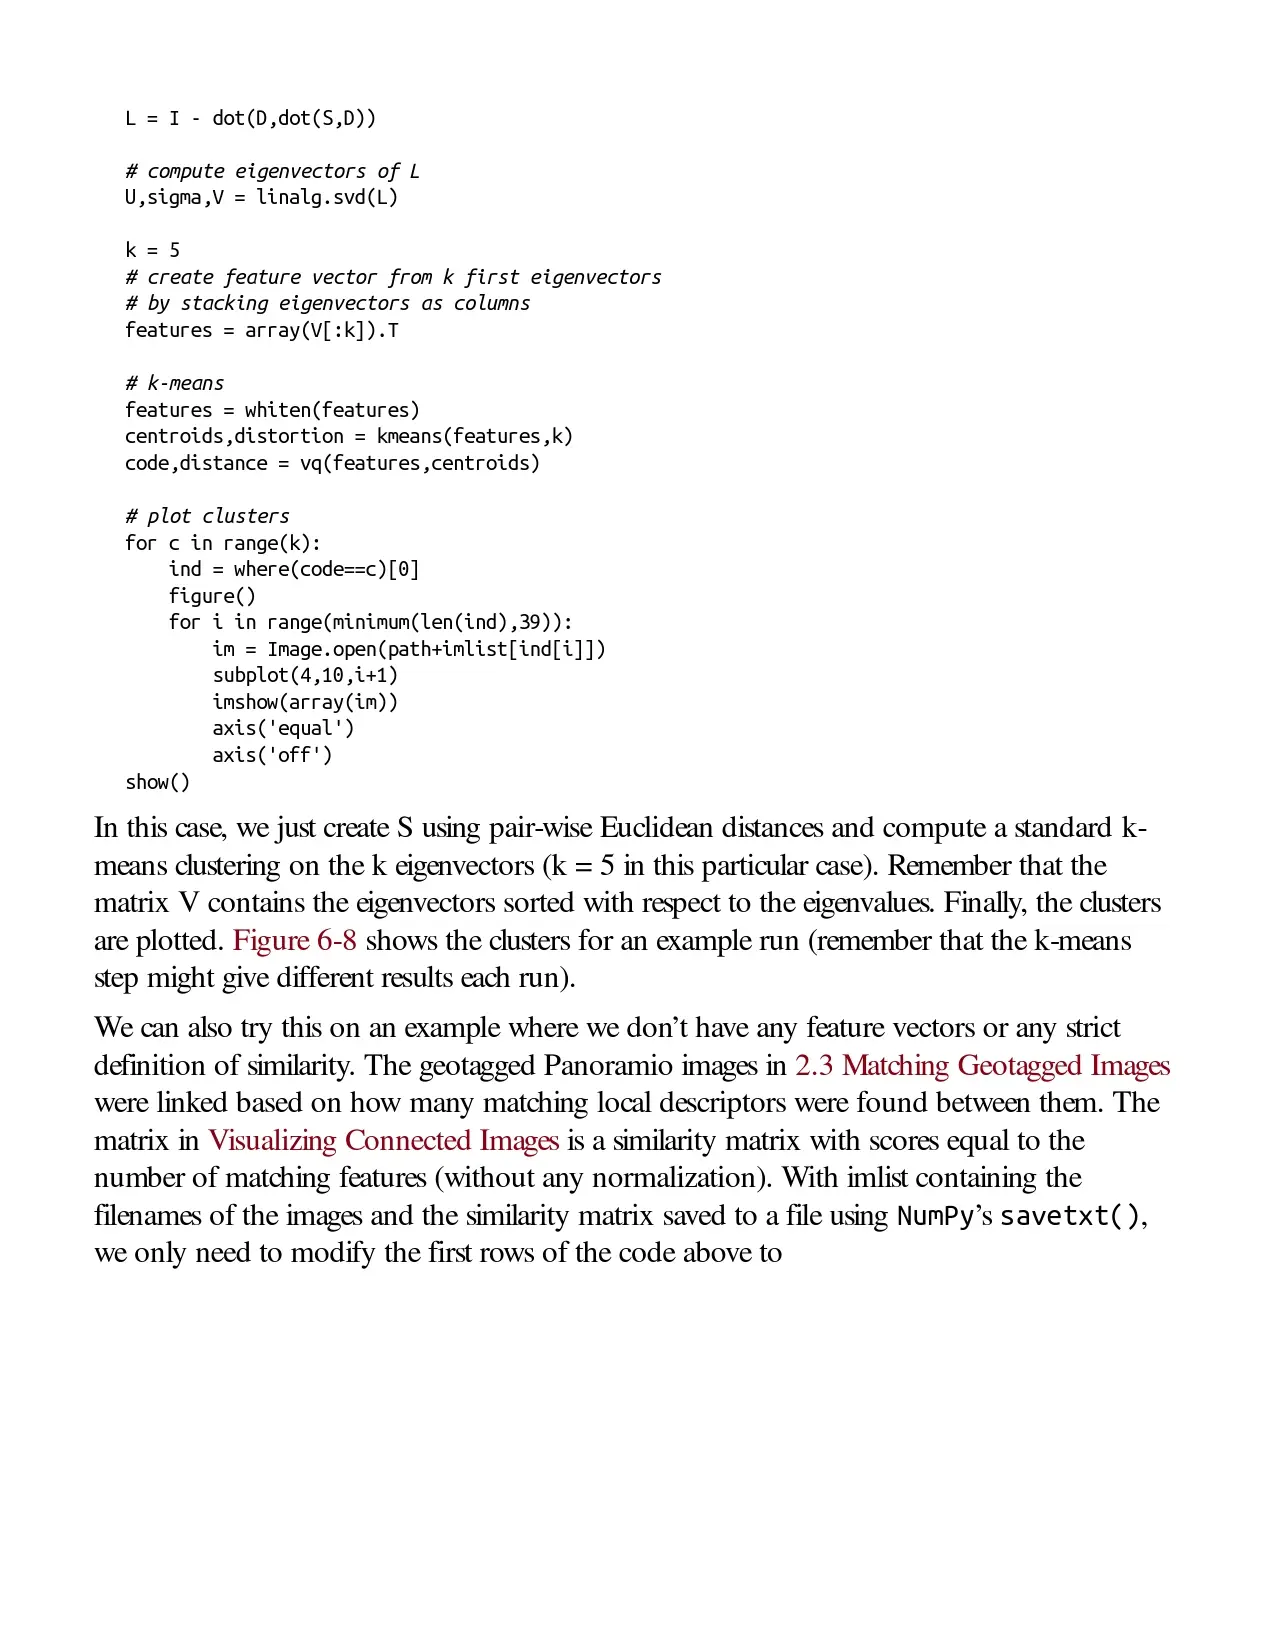 L = I - dot(D,dot(S,D))
# compute eigenvectors of L
U,sigma,V = linalg.svd(L)
k = 5
# create feature vector from k first eigenvectors
# by stacking eigenvectors as columns
features = array(V[:k]).T
# k-means
features = whiten(features)
centroids,distortion = kmeans(features,k)
code,distance = vq(features,centroids)
# plot clusters
for c in range(k):
    ind = where(code==c)[0]
    figure()
    for i in range(minimum(len(ind),39)):
        im = Image.open(path+imlist[ind[i]])
        subplot(4,10,i+1)
        imshow(array(im))
        axis('equal')
        axis('off')
show()
In this case, we just create S using pair-wise Euclidean distances and compute a standard k-
means clustering on the k eigenvectors (k = 5 in this particular case). Remember that the
matrix V contains the eigenvectors sorted with respect to the eigenvalues. Finally, the clusters
are plotted. Figure 6-8 shows the clusters for an example run (remember that the k-means
step might give different results each run).
We can also try this on an example where we don’t have any feature vectors or any strict
definition of similarity. The geotagged Panoramio images in 2.3 Matching Geotagged Images
were linked based on how many matching local descriptors were found between them. The
matrix in Visualizing Connected Images is a similarity matrix with scores equal to the
number of matching features (without any normalization). With imlist containing the
filenames of the images and the similarity matrix saved to a file using NumPy’s savetxt(),
we only need to modify the first rows of the code above to